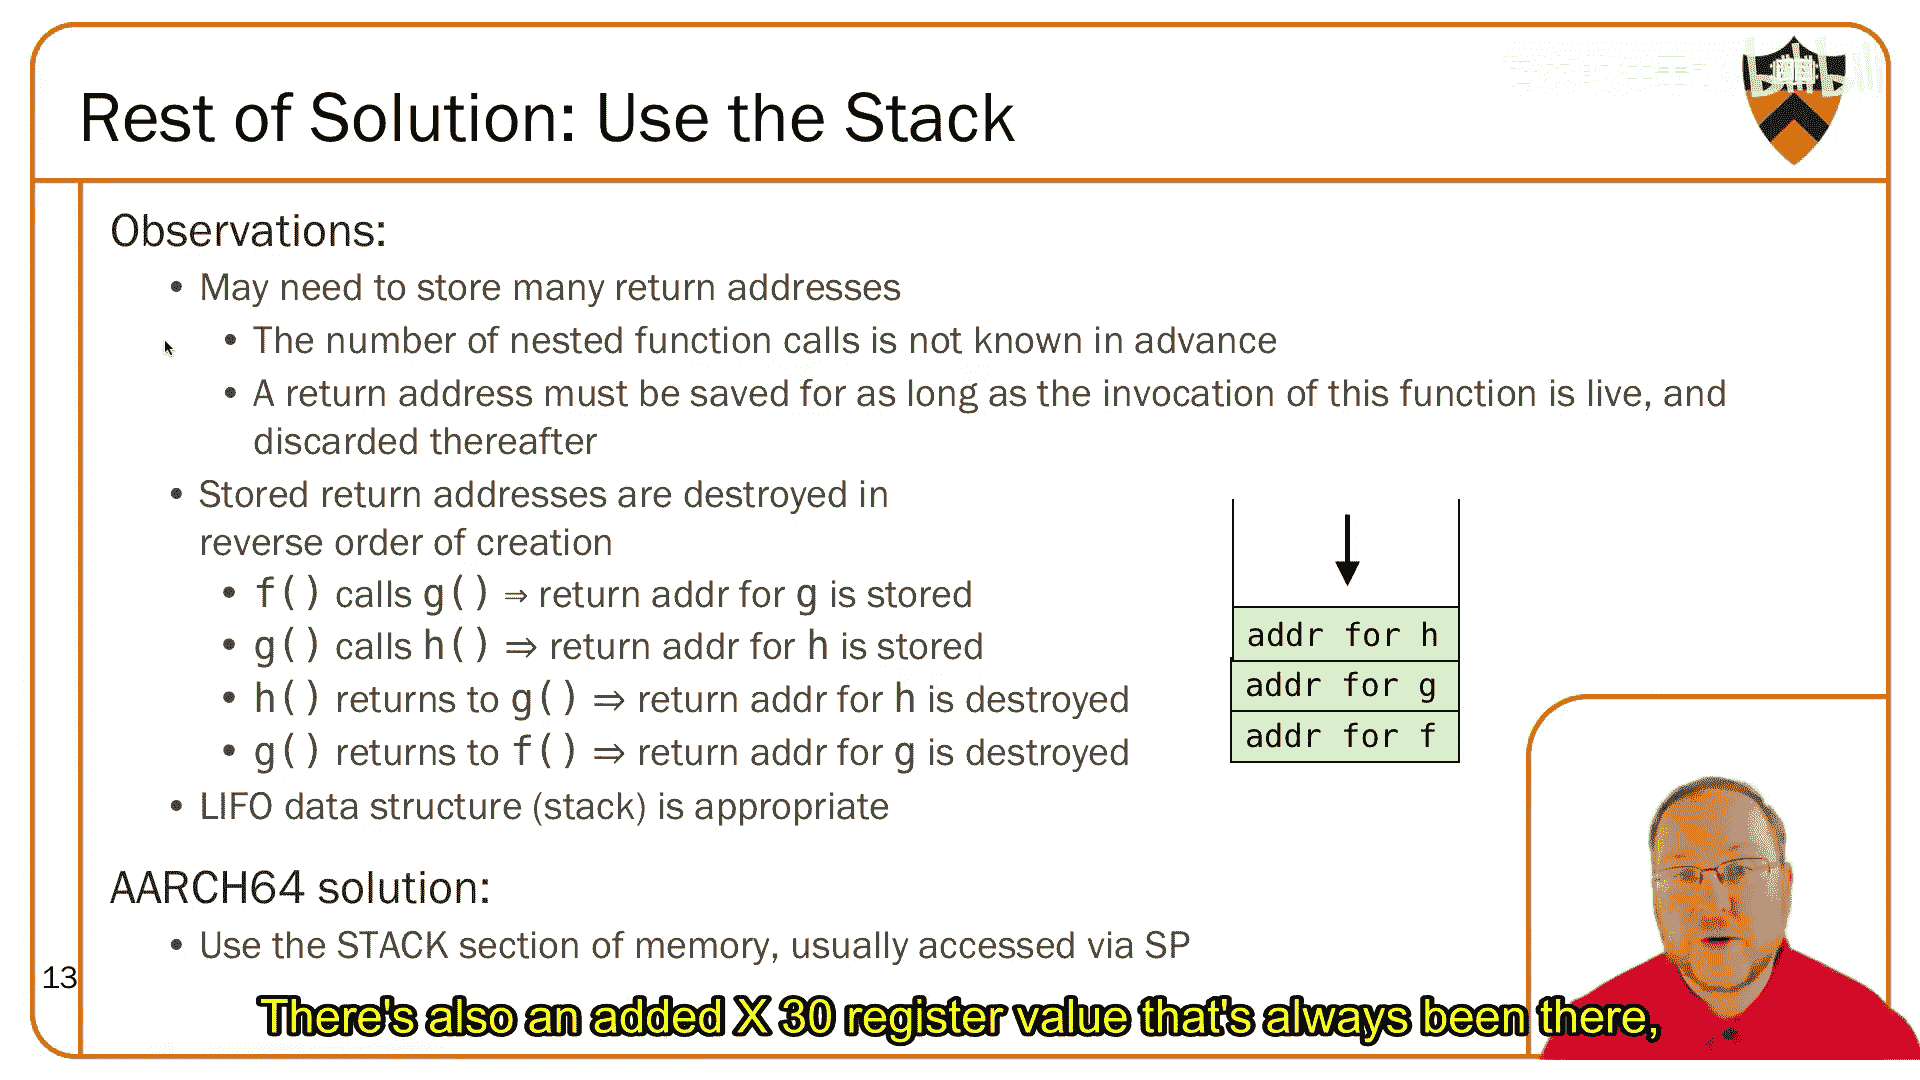 Rest of Solution: Use the Stack
Observations:
• May need to store many return addresses
• The number of nested function calls is not known in advance
• A return address must be saved for as long as the invocation of this function is live, and
discarded thereafter
• Stored return addresses are destroyed in
reverse order of creation
• f() calls g() ⇒ return addr for g is stored
• g() calls h() ⇒ return addr for h is stored
• h() returns to g() ⇒ return addr for h is destroyed
• g() returns to f() ⇒ return addr for g is destroyed
• LIFO data structure (stack) is appropriate
addr for h
addr for g
addr for f
AARCH64 solution:
• Use the STACK section of memory, usually accessed via SP
13
There's also an added X 30 register value that's always been there,